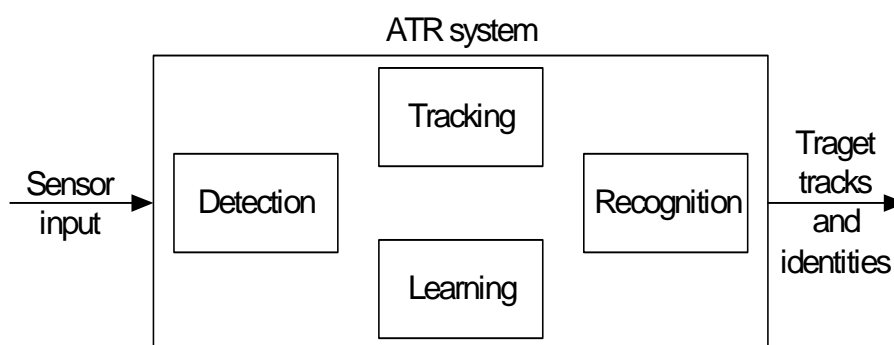 ATR system
Tracking
Sensor
input
Detection
Recognition
Traget
tracks
and
identities
Learning